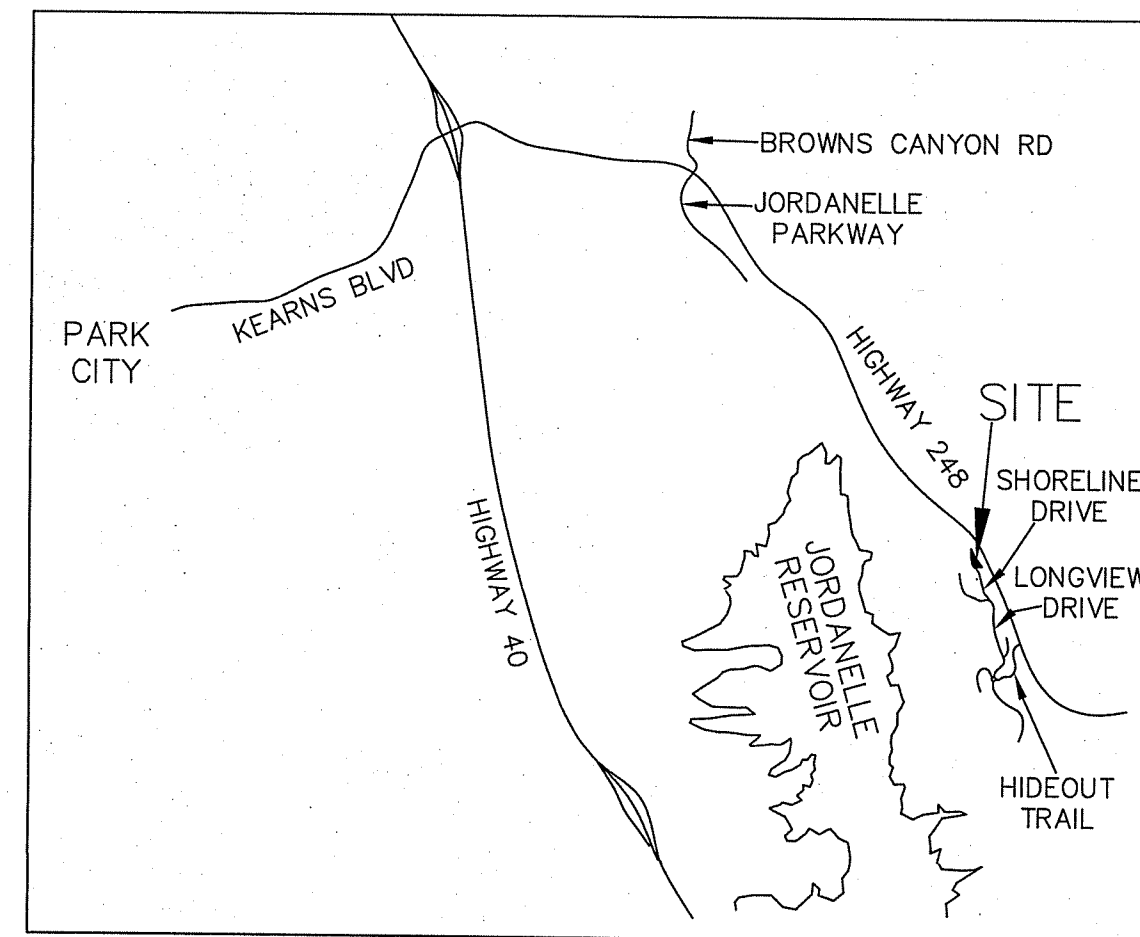 BROWNS CANYON RD
JORDANELLE
PARKWAY
KEARNS BLVD
PARK
CITY
HIGHWAY 248
SITE
SHORELINE
DRIVE
HIGHWAY 40
JORDANELLE
RESERVOIR
LONGVIEW
DRIVE
HIDEOUT
TRAIL